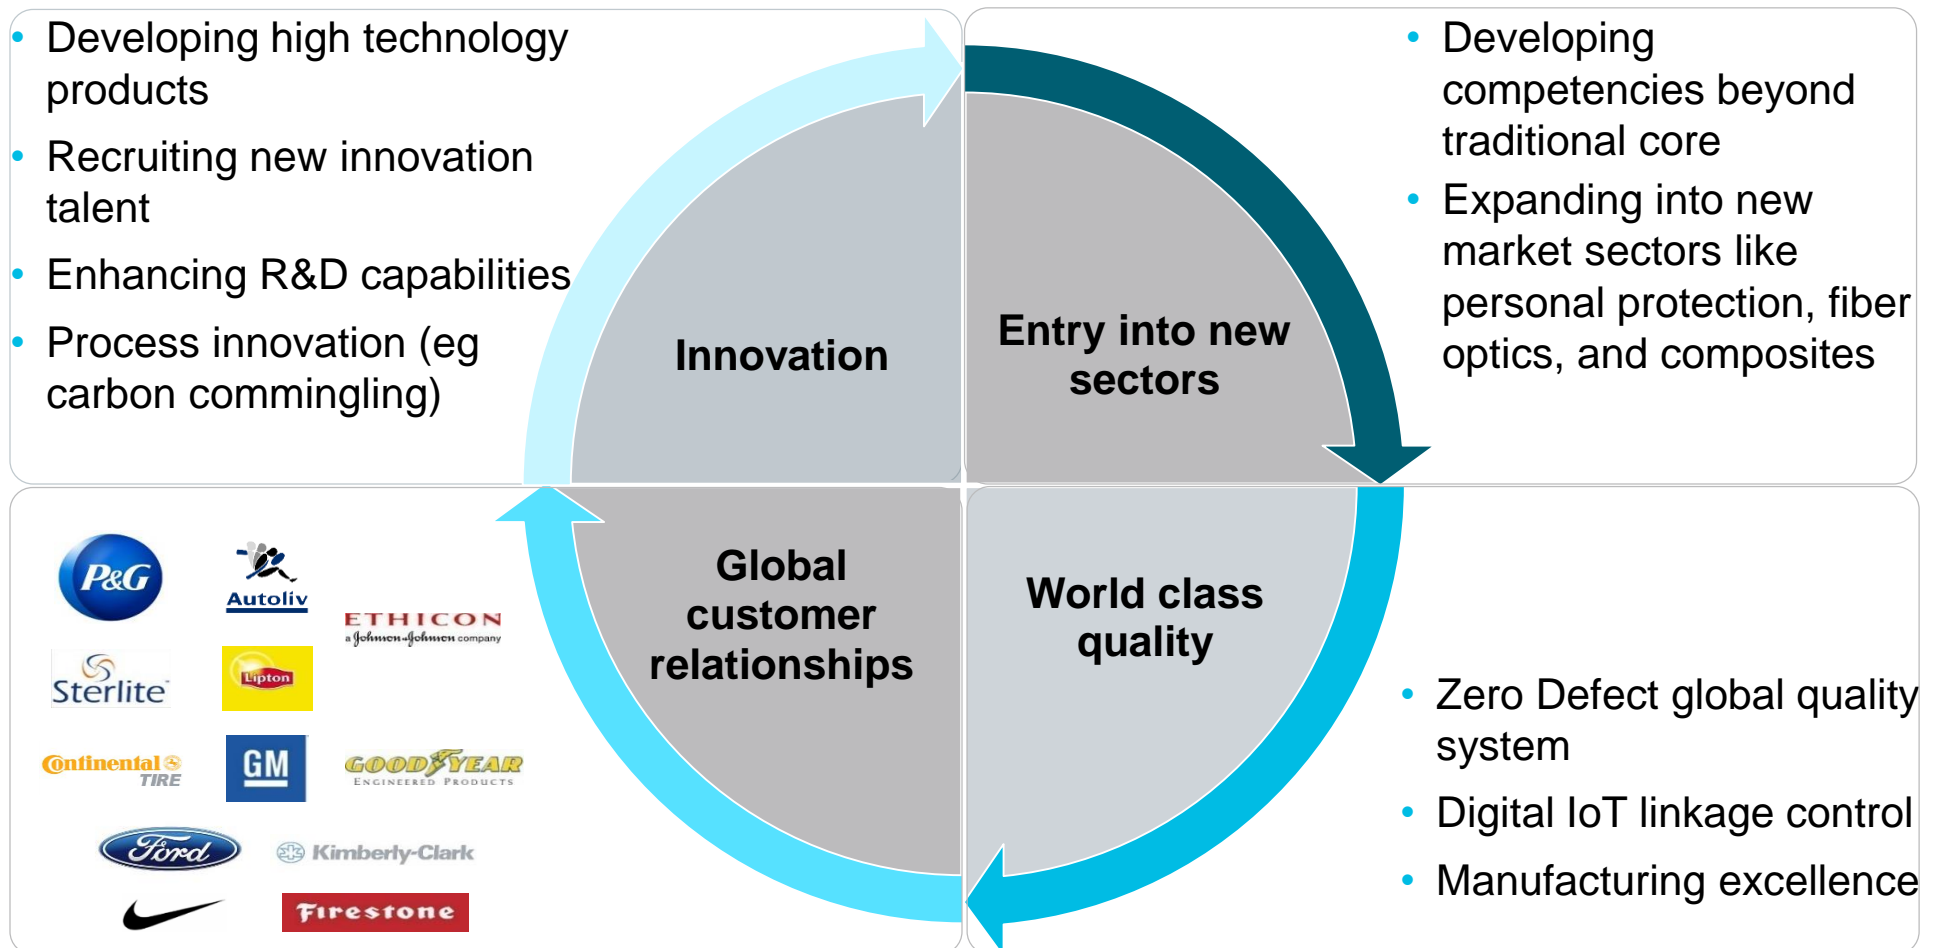 Developing high technology
products
Recruiting new innovation
talent
Enhancing R&D capabilities
Process innovation (eg
carbon commingling)
Innovation
Entry into new
sectors
Developing
competencies beyond
traditional core
Expanding into new
market sectors like
personal protection, fiber
optics, and composites
P&G
Autoliv
ETHICON
a Johnson & Johnson company
Sterlite
Lipton
Continental
TIRE
GM
GOODYEAR
ENGINEERED PRODUCTS
Ford
Kimberly-Clark
Firestone
Global
customer
relationships
World class
quality
Zero Defect global quality
system
Digital IoT linkage control
Manufacturing excellence